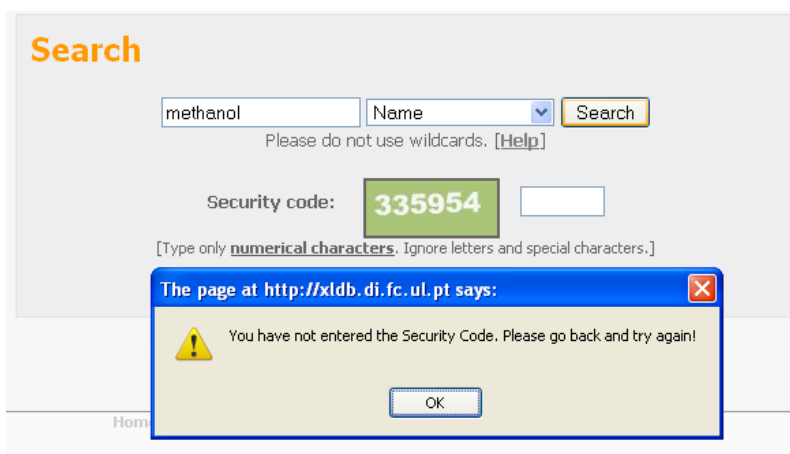 Search
methanol Name Search
Please do not use wildcards. [Help]
Security code: 335954
[Type only numerical characters. Ignore letters and special characters.]
The page at http://xldb.di.fc.ul.pt says:
You have not entered the Security Code. Please go back and try again!
OK